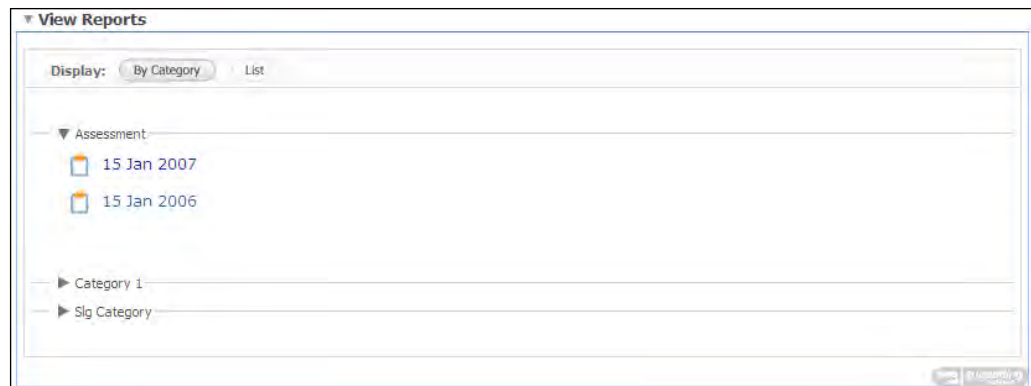 View Reports
Display: By Category List
Assessment
15 Jan 2007
15 Jan 2006
Category 1
Slg Category